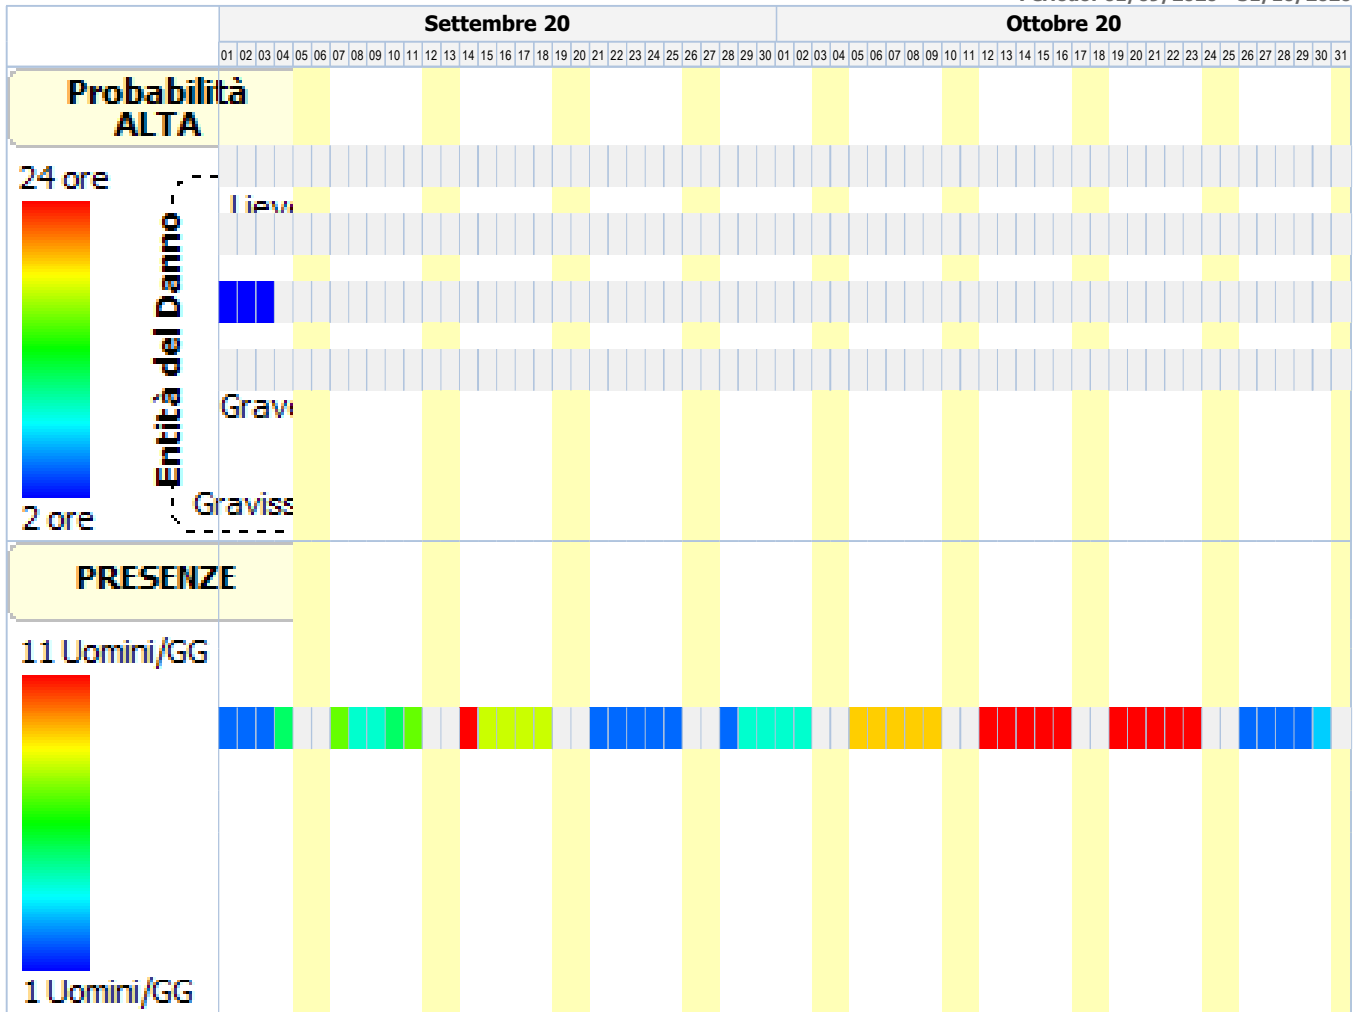 Settembre 20 Ottobre 20
01 02 03 04 05 06 07 08 09 10 11 12 13 14 15 16 17 18 19 20 21 22 23 24 25 26 27 28 29 30 01 02 03 04 05 06 07 08 09 10 11 12 13 14 15 16 17 18 19 20 21 22 23 24 25 26 27 28 29 30 31
Probabilità
ALTA
24 ore
Entità del Danno
Grav
Graviss
2 ore
PRESENZE
11 Uomini/GG
1 Uomini/GG